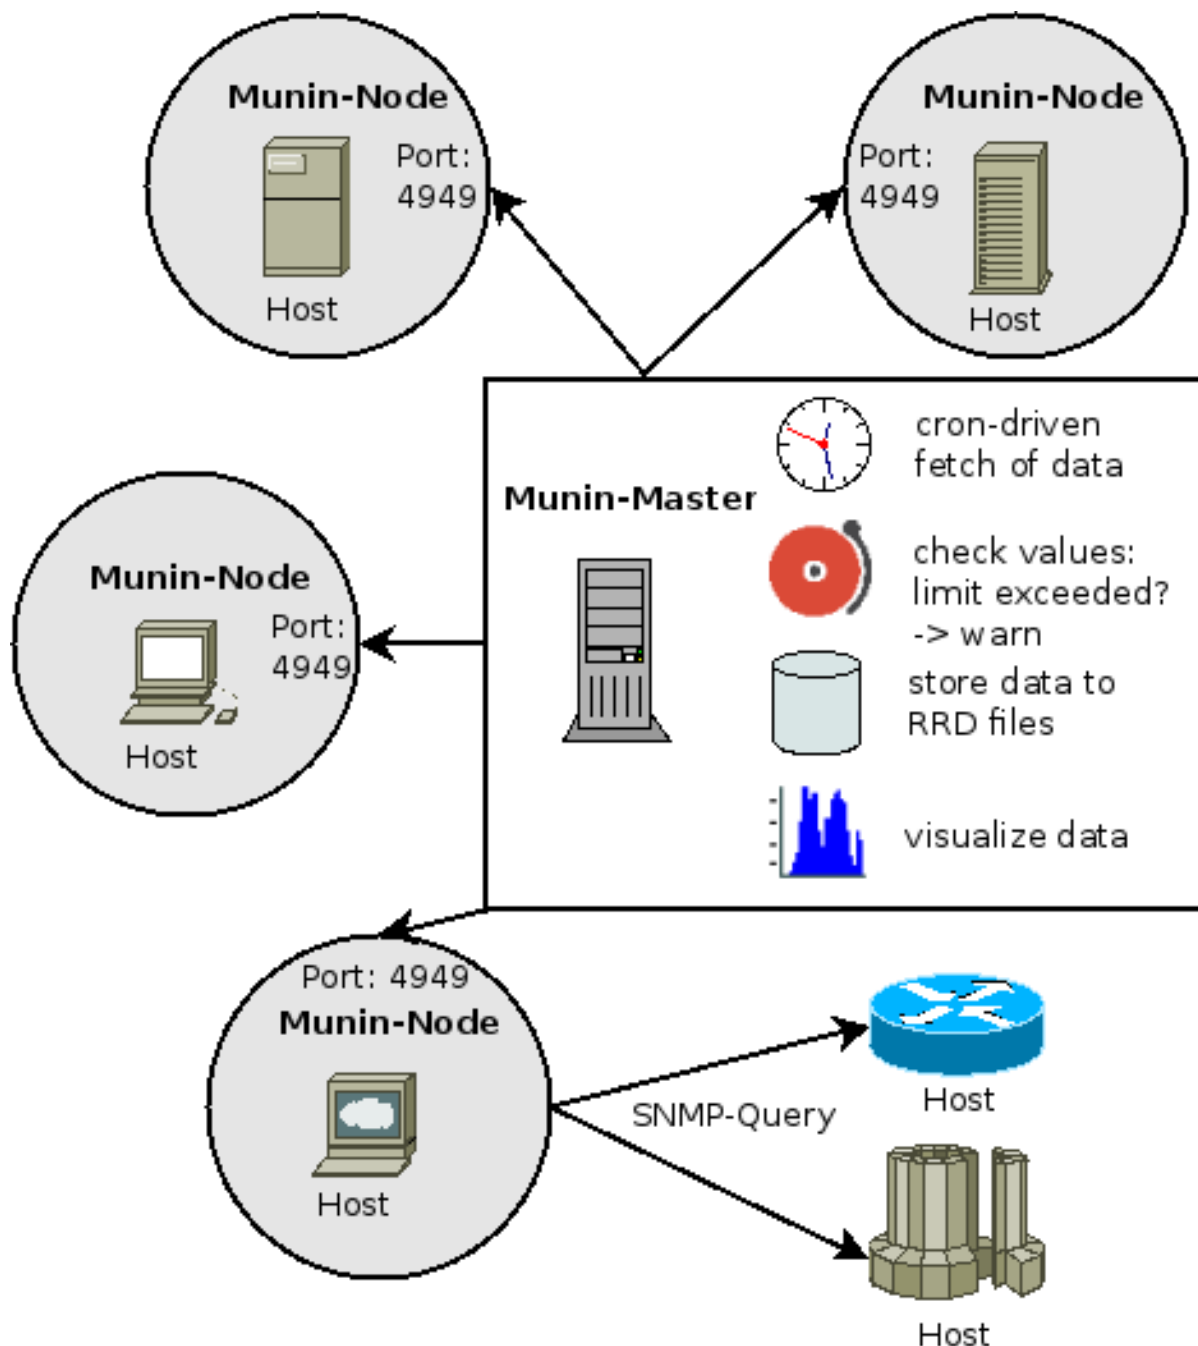 Munin-Node
Port:
4949
Host
Munin-Node
Port:
4949
Host
Munin-Master
cron-driven
fetch of data
check values:
limit exceeded?
-> warn
store data to
RRD files
visualize data
Munin-Node
Port:
4949
Host
Port: 4949
Munin-Node
Host
SNMP-Query
Host
Host